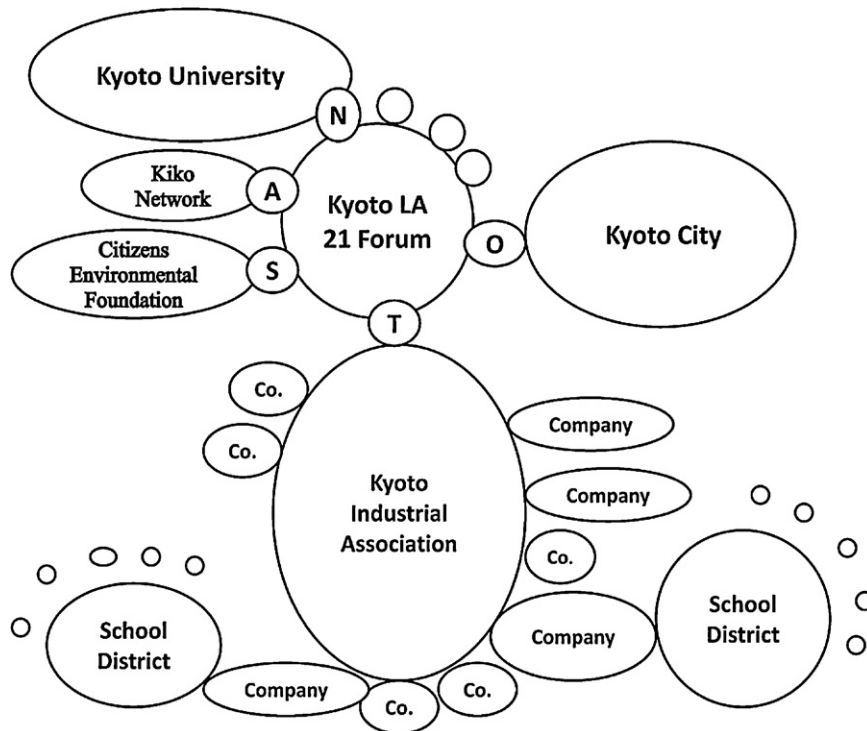 Kyoto University
N
Kiko
Network
A
Kyoto LA
21 Forum
O
Kyoto City
Citizens
Environmental
Foundation
S
T
Co.
Co.
Company
Company
Kyoto
Industrial
Association
Co.
School
District
School
District
Company
Company
Co.
Co.